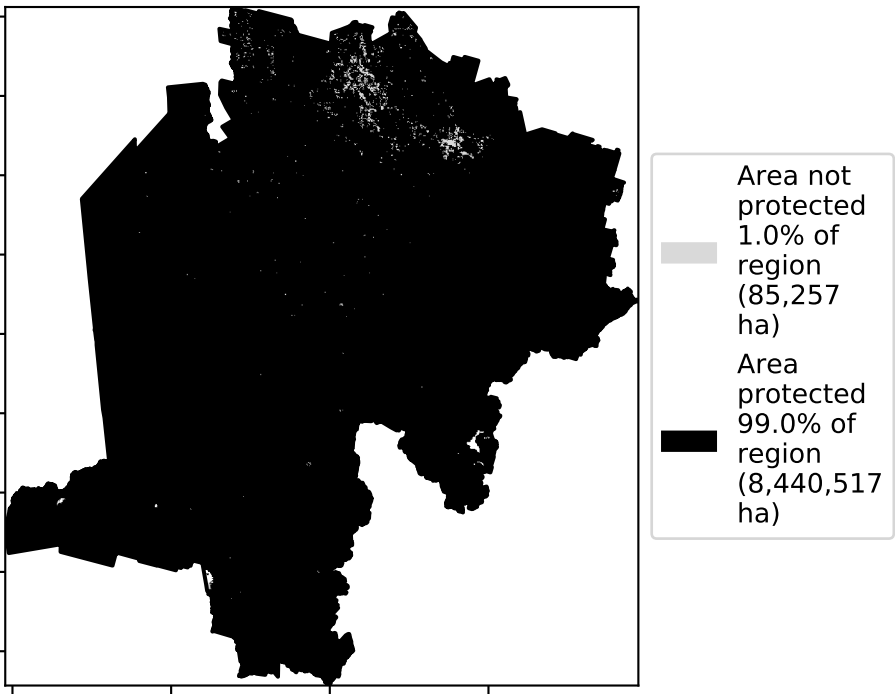 Area not
protected
1.0% of
region
(85,257
ha)
Area
protected
99.0% of
region
(8,440,517
ha)